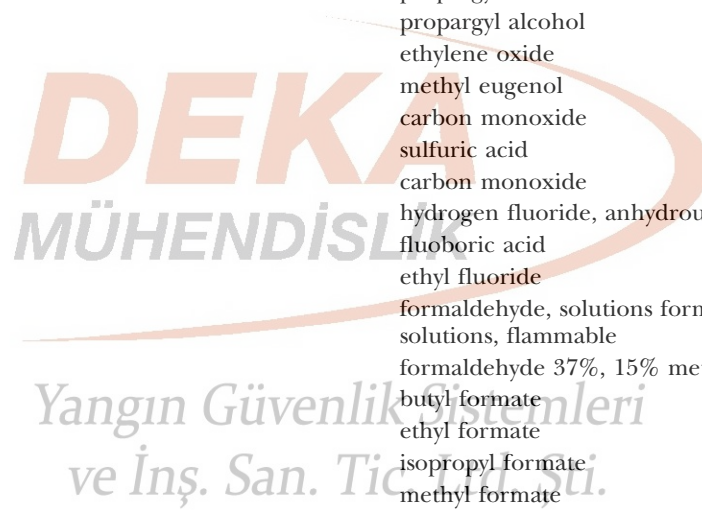 propargyl alcohol
ethylene oxide
methyl eugenol
carbon monoxide
sulfuric acid
carbon monoxide
hydrogen fluoride,
fluoboric acid
ethyl fluoride
formaldehyde, solutions
solutions, flammable
formaldehyde 37%, 15%
butyl formate
ethyl formate
isopropyl formate
methyl formate
DEKA
MÜHENDİSLİK
Yangın Güvenlik Sistemleri
ve İnş. San. Tic. Ltd. Şti.